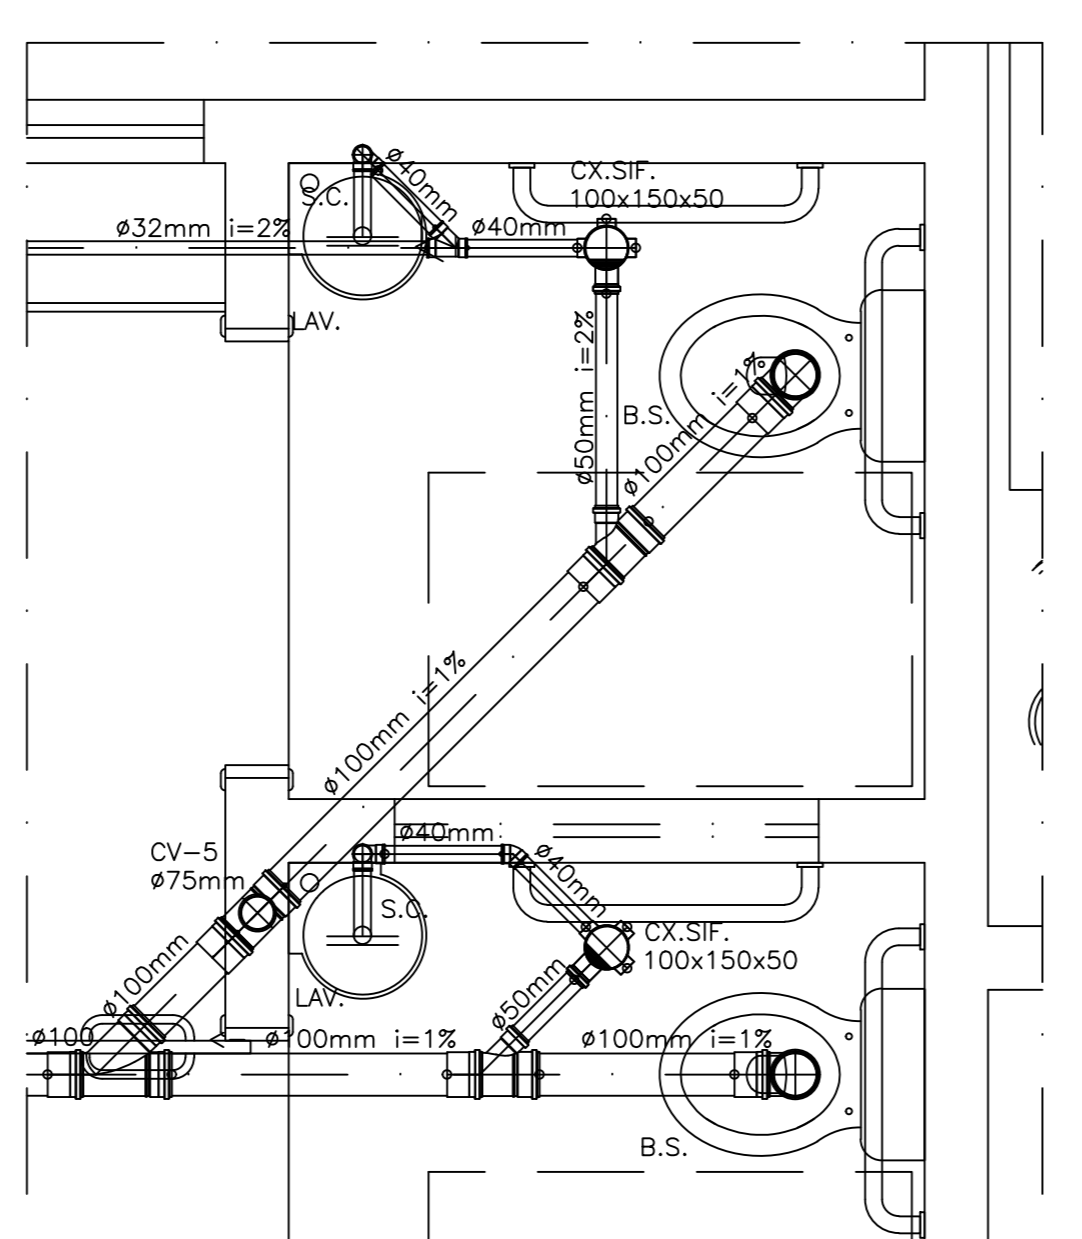 ø40mm
CX.SIF.
100x150x50
S.C.
ø32mm i=2%
ø40mm
LAV.
ø50mm i=2%
B.S.
ø100mm i=1%
ø100mm i=1%
ø40mm
ø40mm
CV-5
ø75mm
S.C.
CX.SIF.
100x150x50
ø100mm
ø50mm
LAV.
ø100
ø100mm i=1%
ø100mm i=1%
B.S.